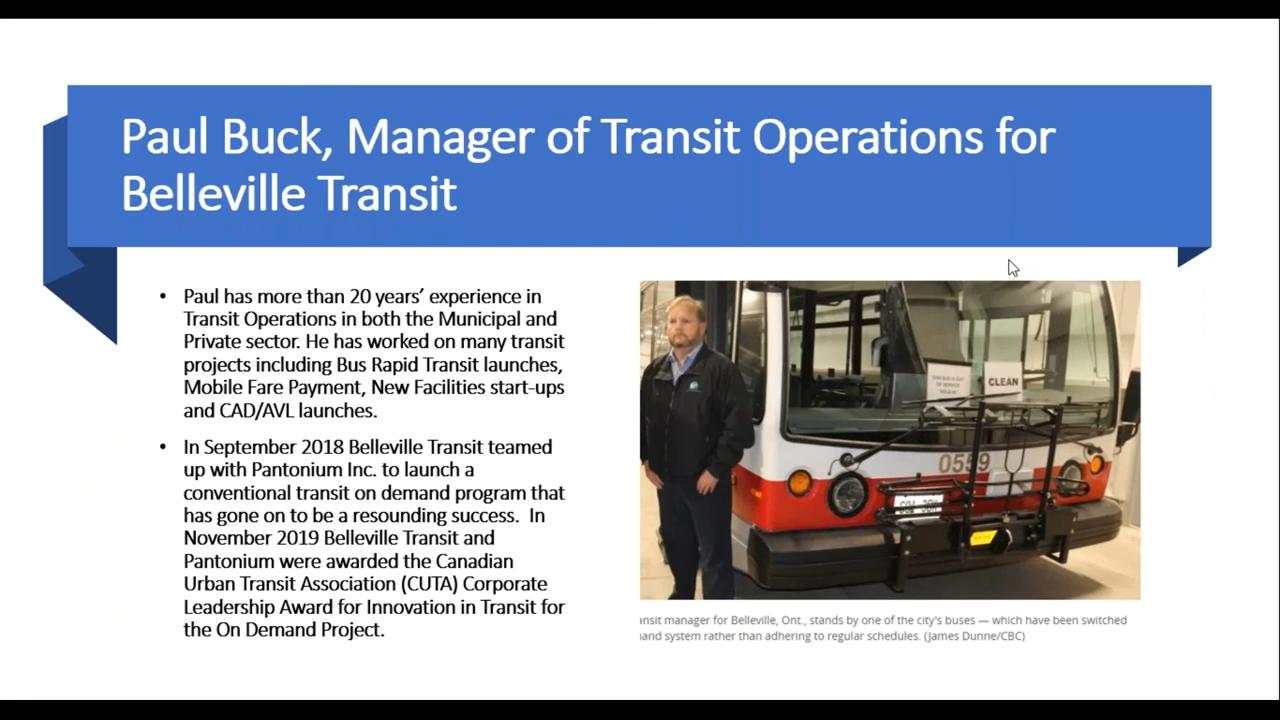 Paul Buck, Manager of Transit Operations for
Belleville Transit
• Paul has more than 20 years’ experience in
Transit Operations in both the Municipal and
Private sector. He has worked on many transit
projects including Bus Rapid Transit launches,
Mobile Fare Payment, New Facilities start-ups
and CAD/AVL launches.
• In September 2018 Belleville Transit teamed
up with Pantonium Inc. to launch a
conventional transit on demand program that
has gone on to be a resounding success.  In
November 2019 Belleville Transit and
Pantonium were awarded the Canadian
Urban Transit Association (CUTA) Corporate
Leadership Award for Innovation in Transit for
the On Demand Project.
CLEAN
0559
nsit manager for Belleville, Ont., stands by one of the city's buses — which have been switched
and system rather than adhering to regular schedules. (James Dunne/CBC)